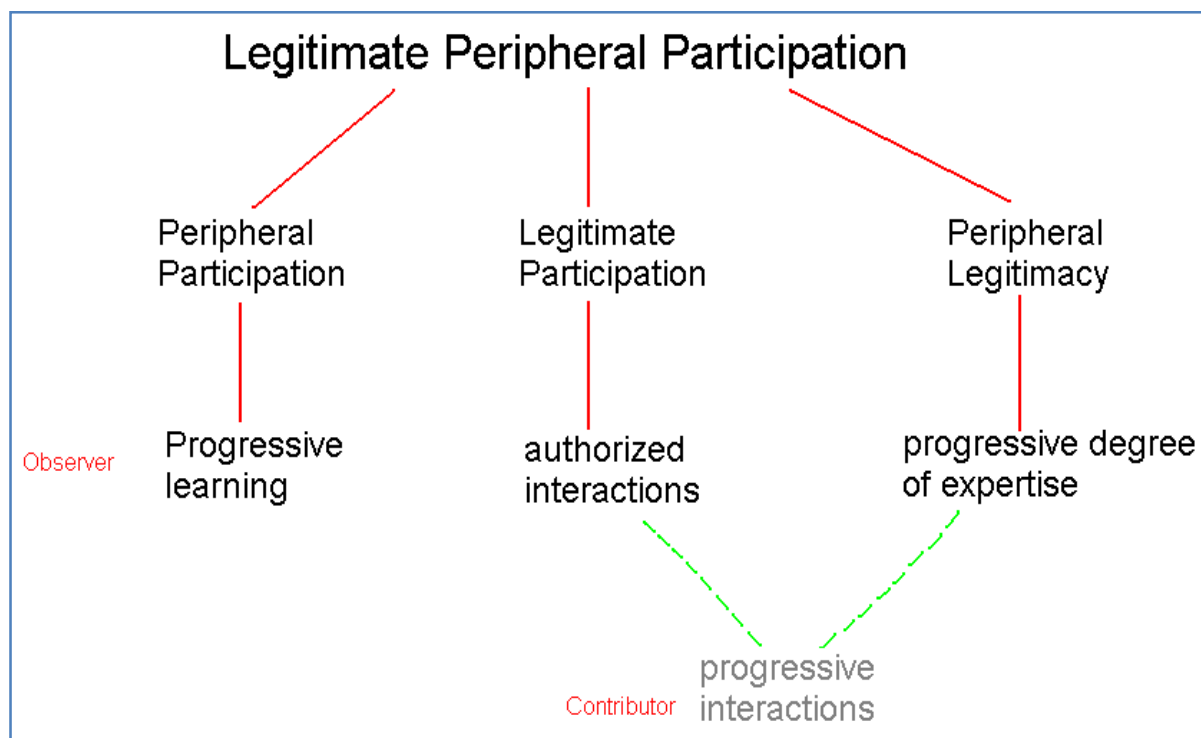 Legitimate Peripheral Participation
Peripheral
Participation
Legitimate
Participation
Peripheral
Legitimacy
Observer
Progressive
learning
authorized
interactions
progressive degree
of expertise
Contributor
progressive
interactions